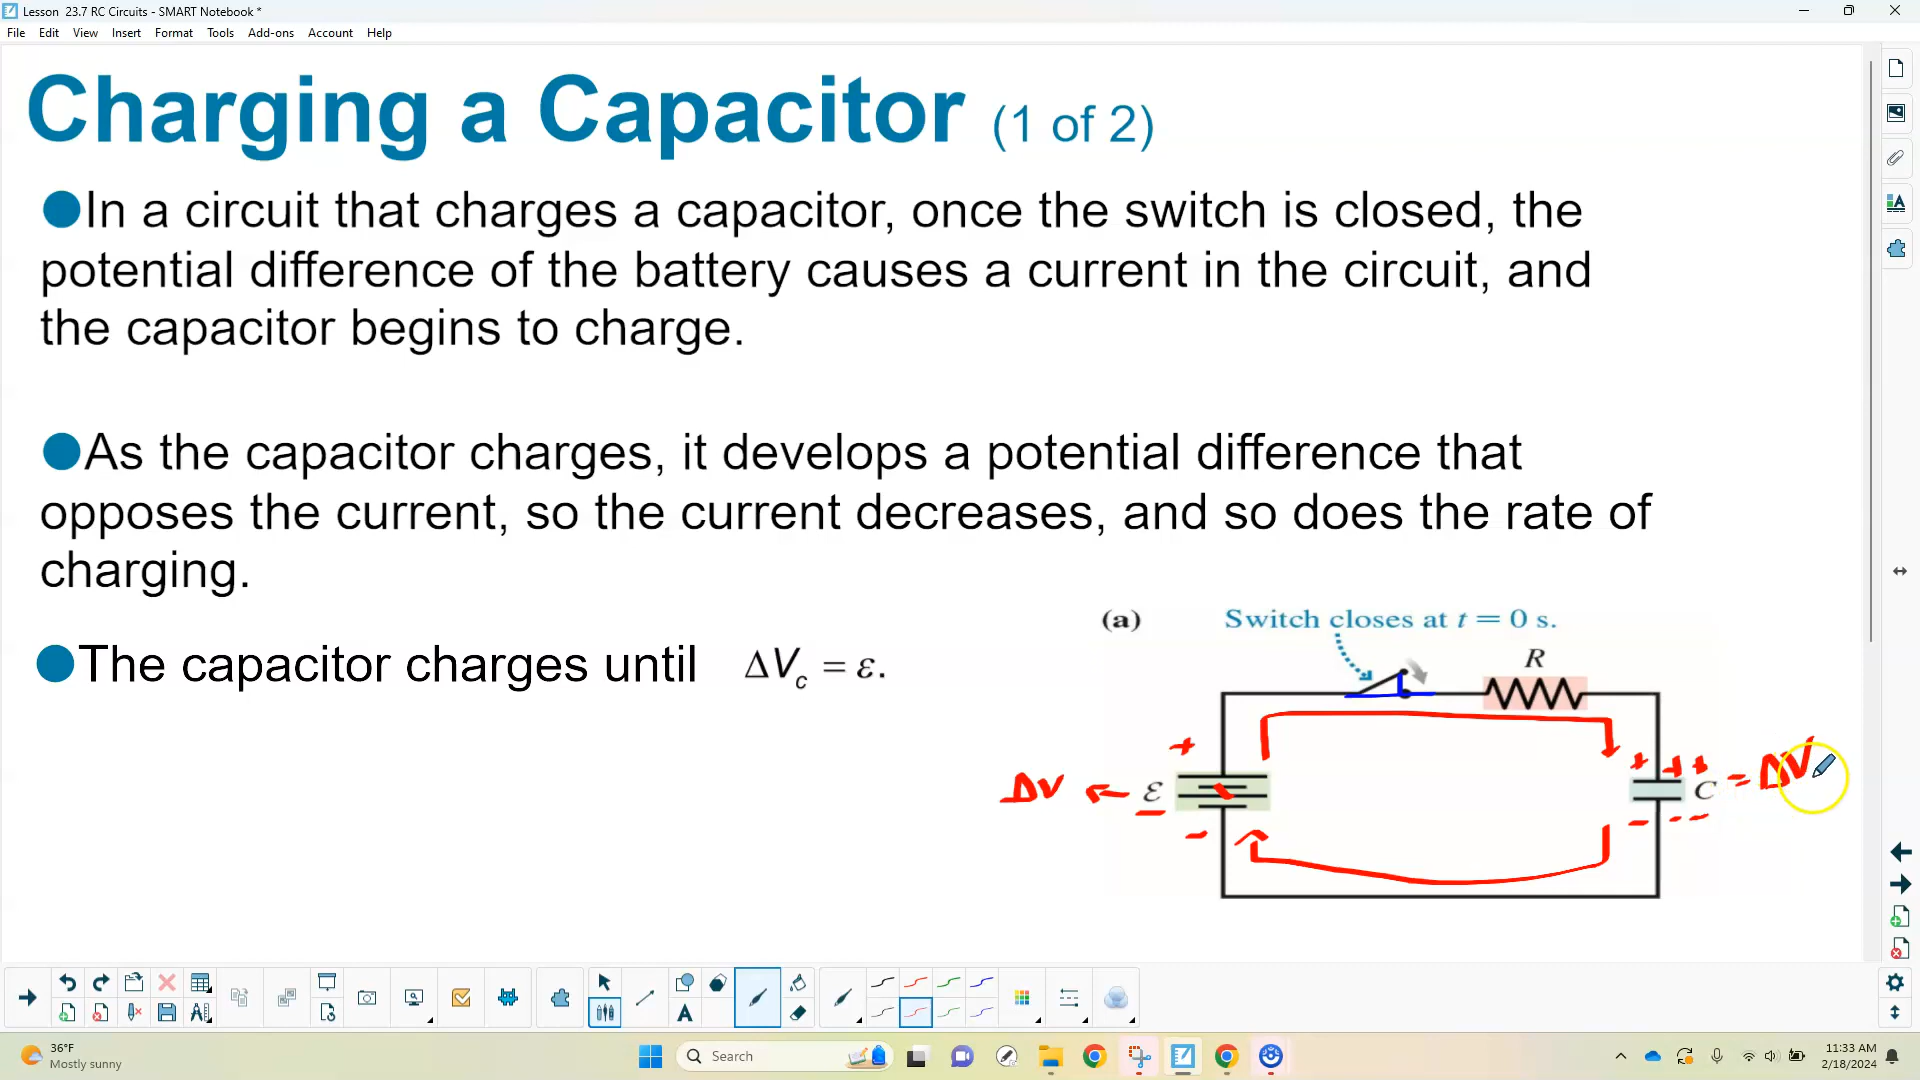 Lesson 23.7 RC Circuits - SMART Notebook *
File Edit View Insert Format Tools Add-ons Account Help
Charging a Capacitor (1 of 2)
●In a circuit that charges a capacitor, once the switch is closed, the
potential difference of the battery causes a current in the circuit, and
the capacitor begins to charge.
●As the capacitor charges, it develops a potential difference that
opposes the current, so the current decreases, and so does the rate of
charging.
●The capacitor charges until ΔVc = ε.
(a) Switch closes at t = 0 s.
R
+
+ + +
ΔV ← ε
C = ΔV
-
- - -
36°F
Mostly sunny
Search
11:33 AM
2/18/2024